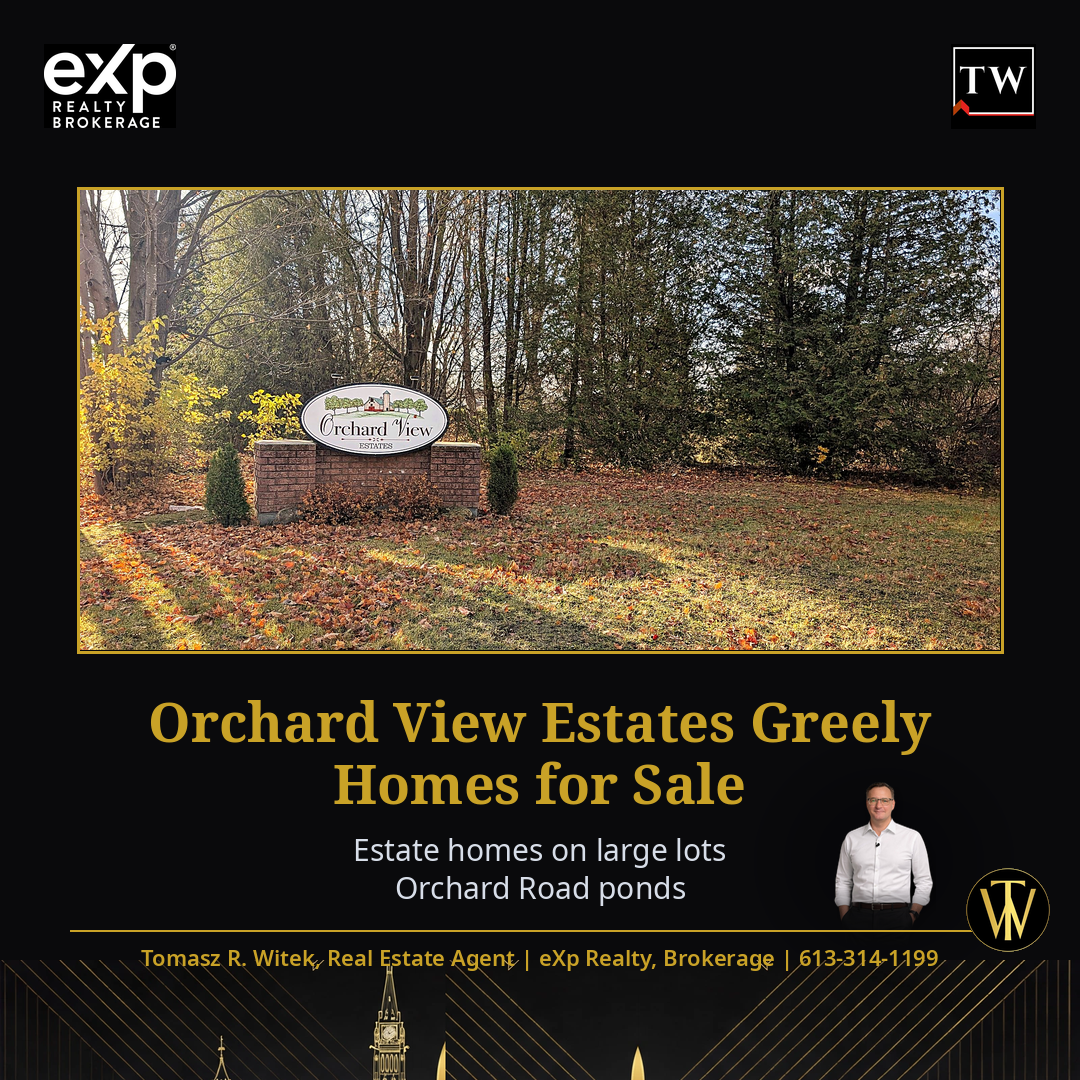 eXp®
REALTY
BROKERAGE
TW
Orchard View
ESTATES
Orchard View Estates Greely
Homes for Sale
Estate homes on large lots
Orchard Road ponds
Tomasz R. Witek, Real Estate Agent | eXp Realty, Brokerage | 613-314-1199
TW